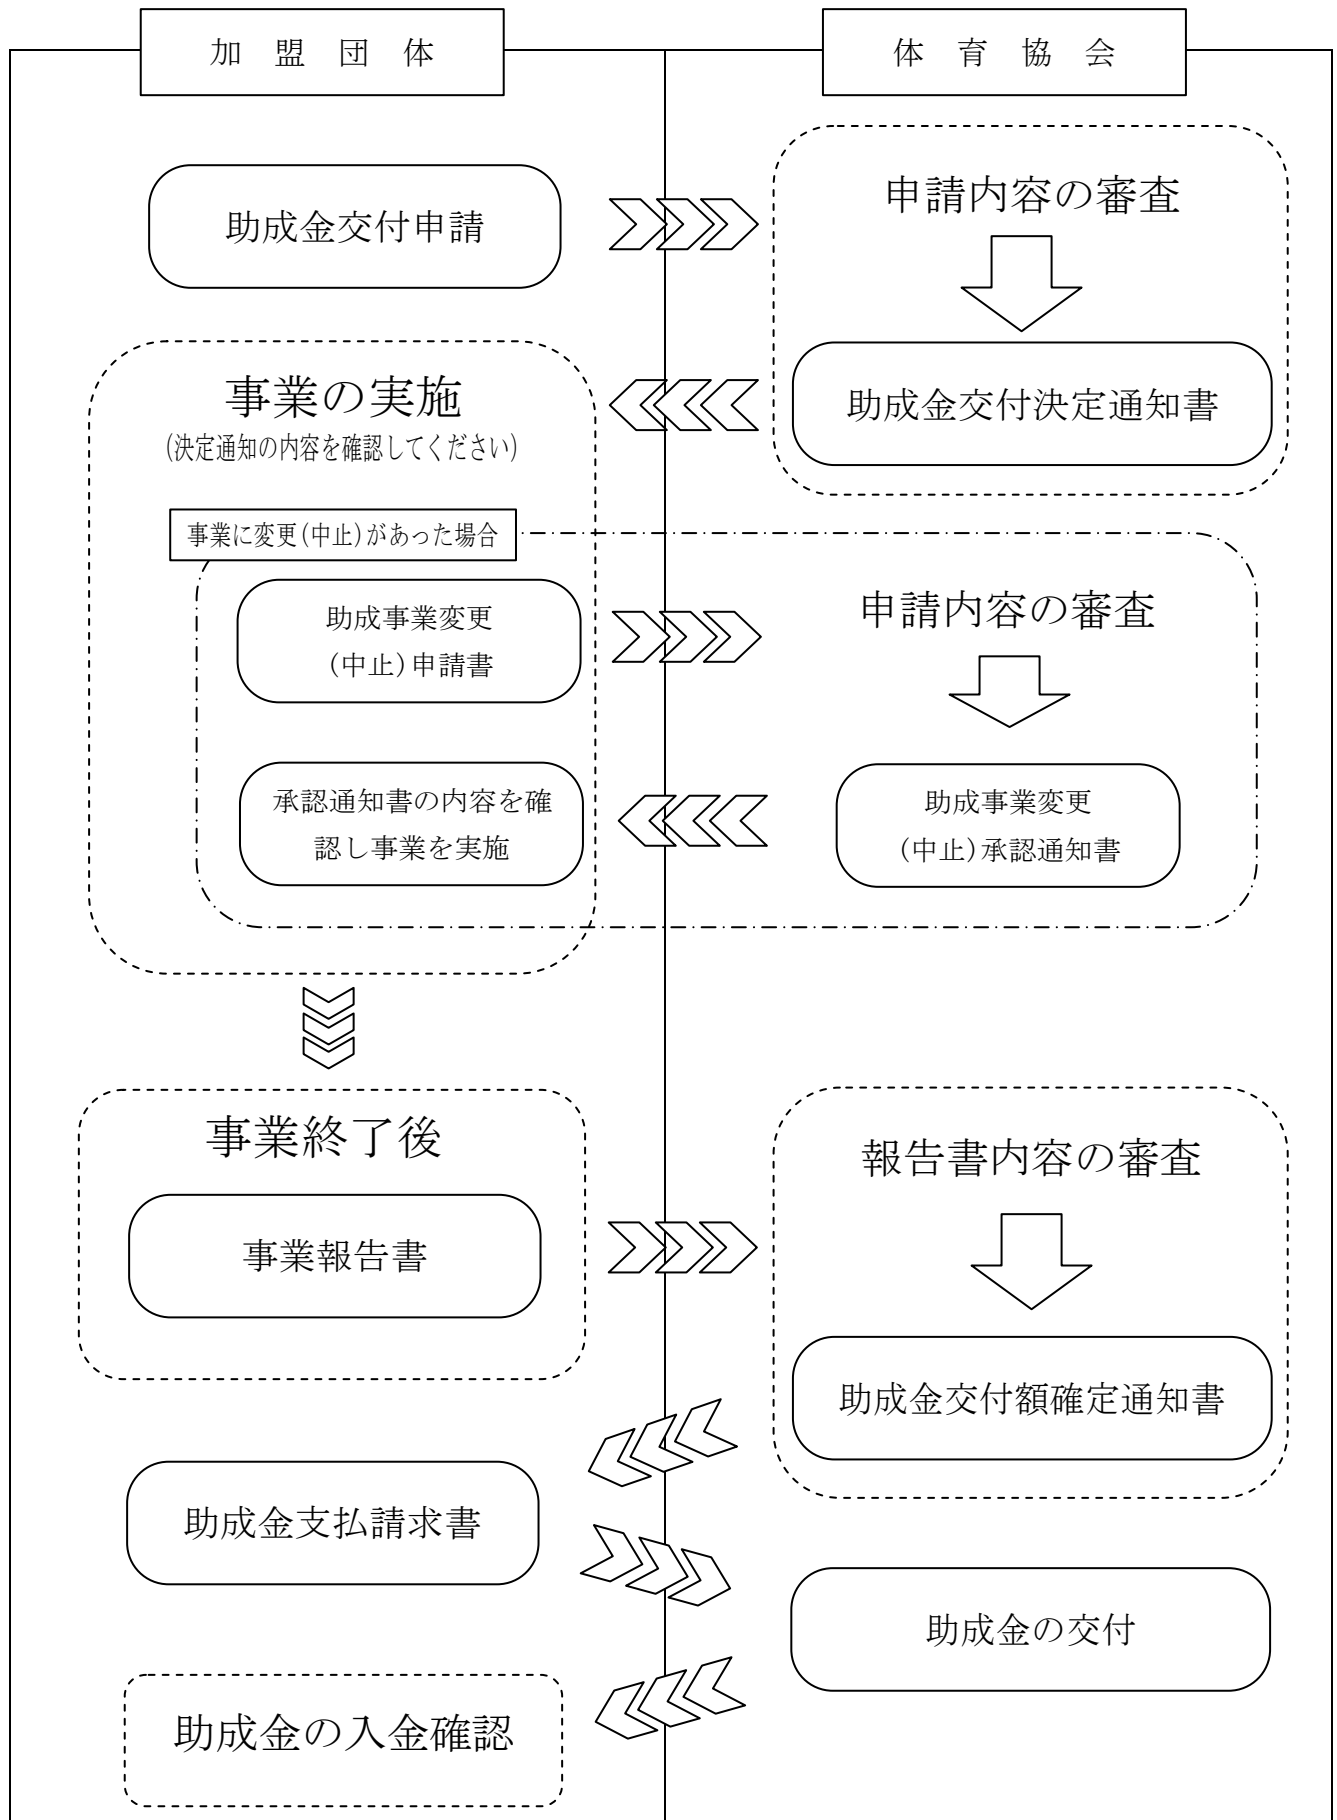 加 盟 団 体
体 育 協 会
助成金交付申請
申請内容の審査
助成金交付決定通知書
事業の実施
(決定通知の内容を確認してください)
事業に変更(中止)があった場合
助成事業変更
(中止)申請書
申請内容の審査
助成事業変更
(中止)承認通知書
承認通知書の内容を確
認し事業を実施
事業終了後
事業報告書
報告書内容の審査
助成金交付額確定通知書
助成金支払請求書
助成金の交付
助成金の入金確認